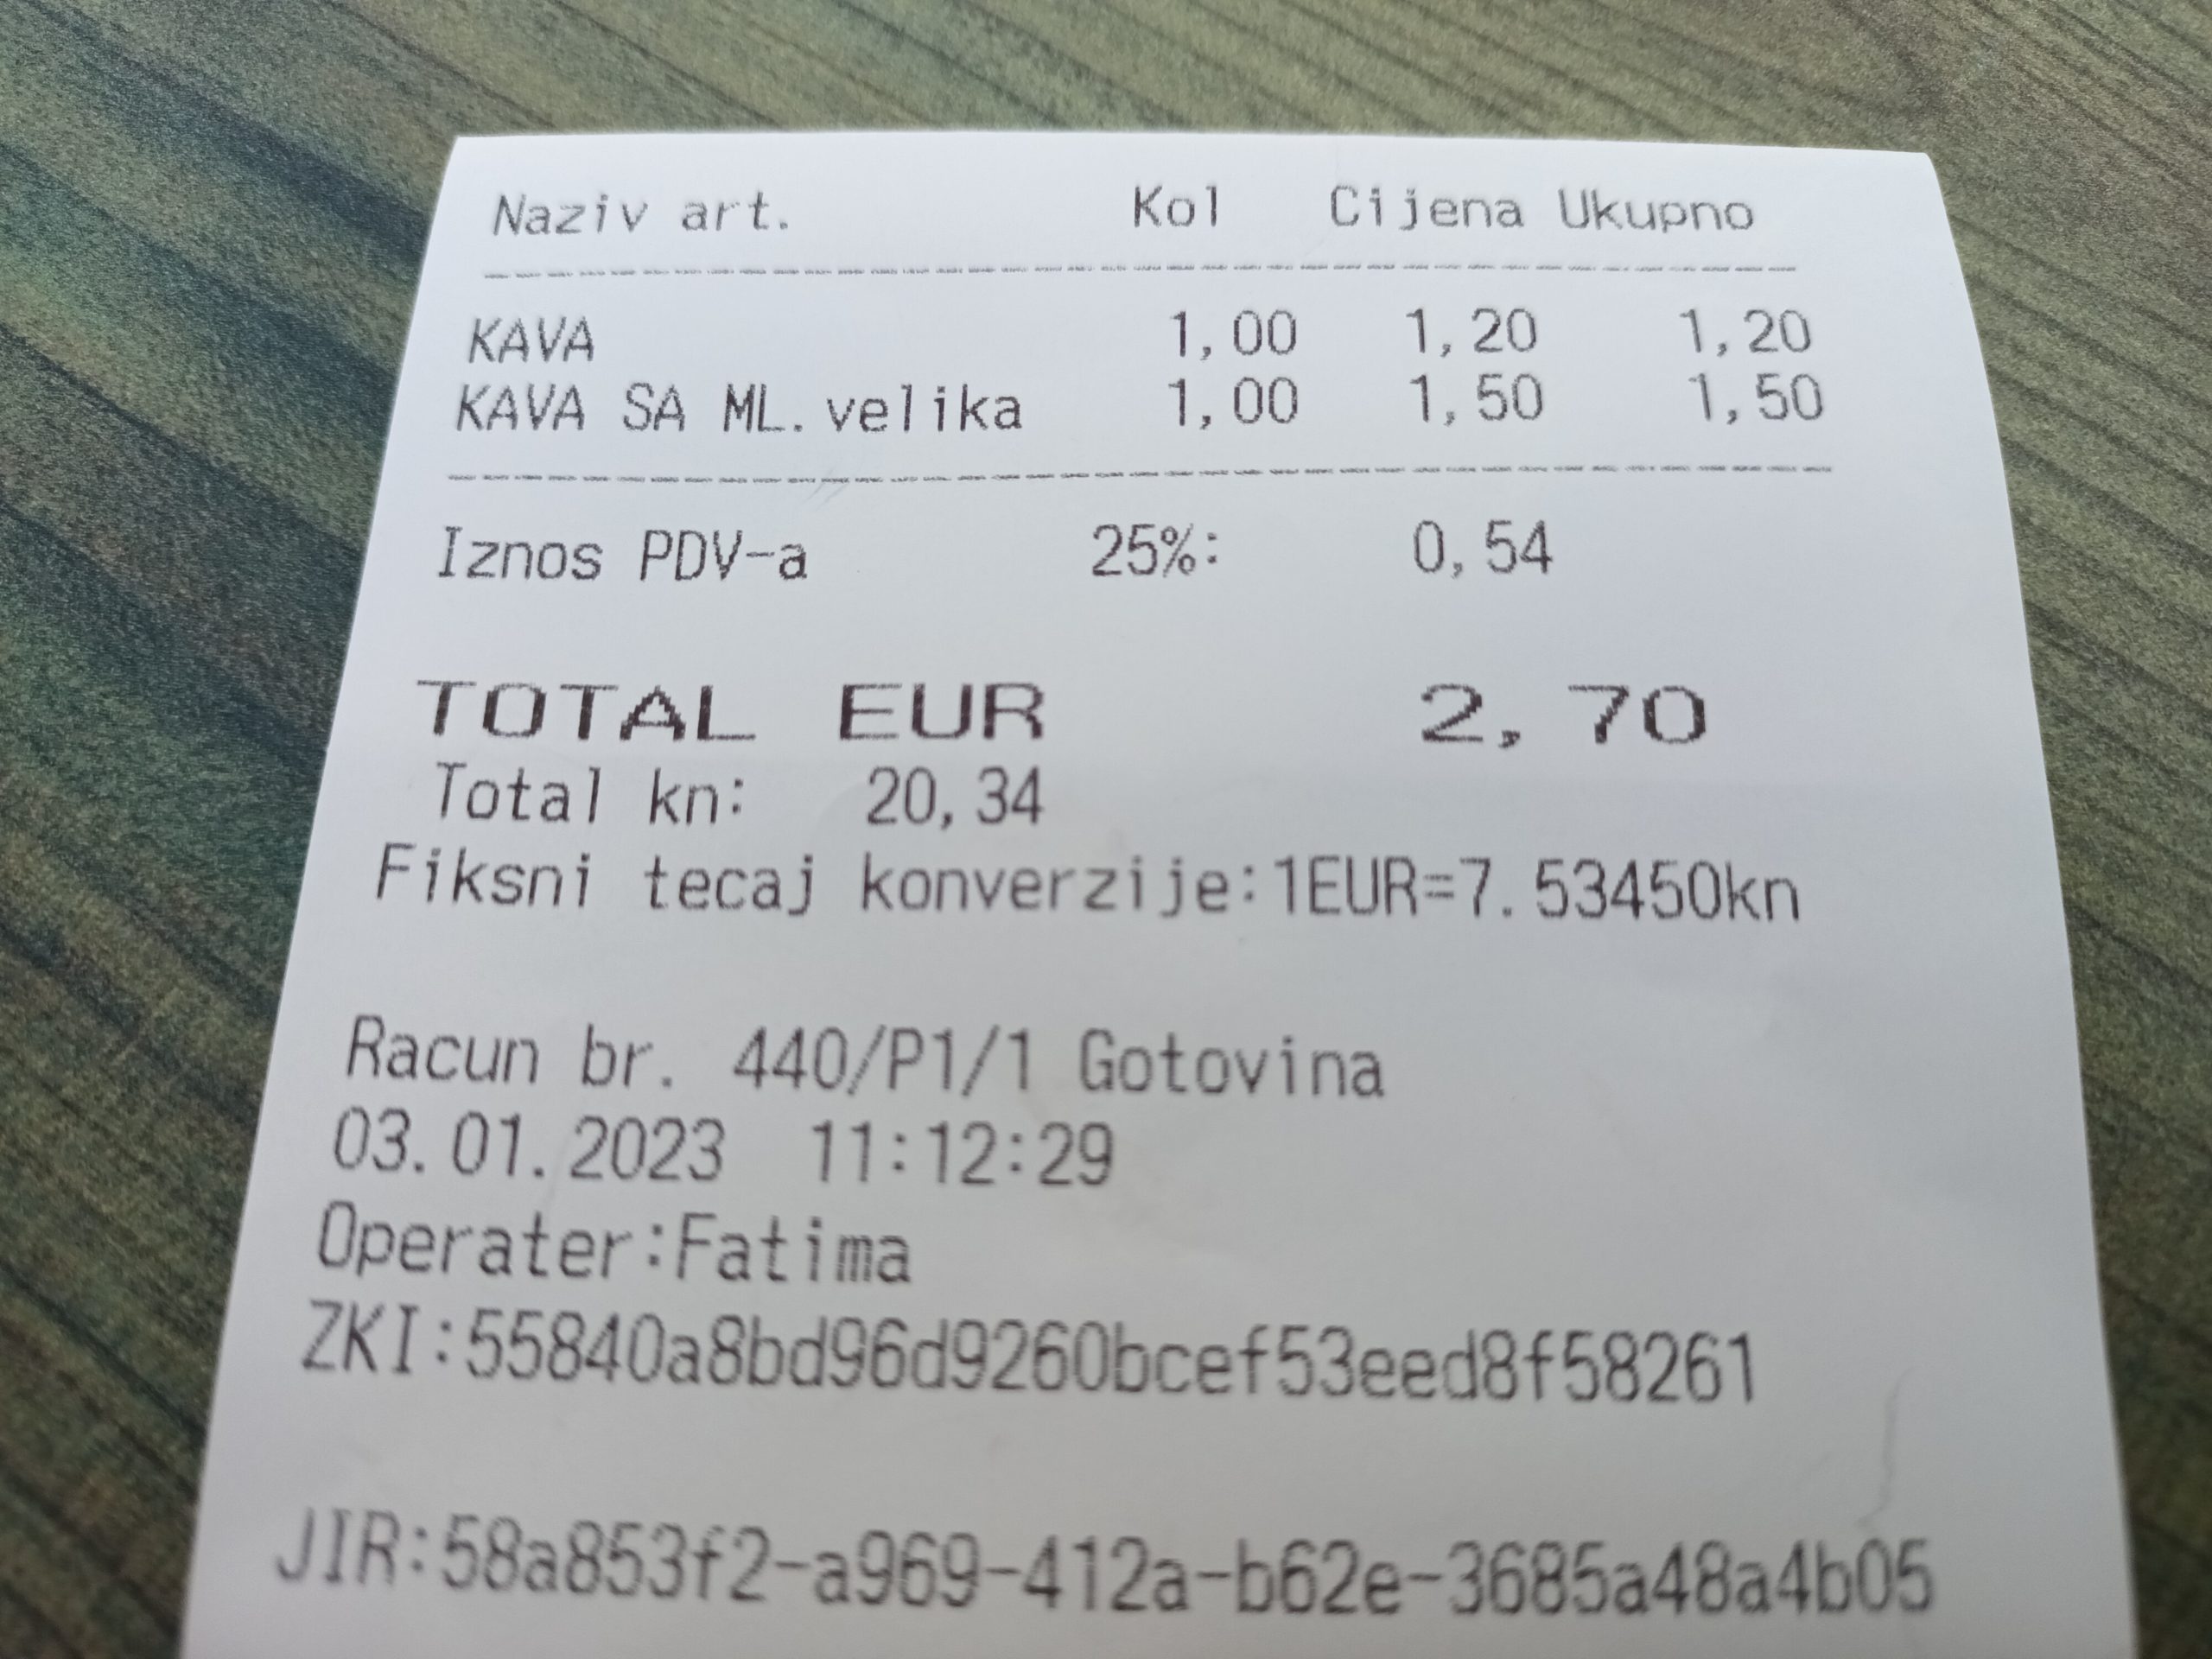 Naziv art. Kol Cijena Ukupno
KAVA 1,00 1,20 1,20
KAVA SA ML.velika 1,00 1,50 1,50
Iznos PDV-a 25%: 0,54
TOTAL EUR 2,70
Total kn: 20,34
Fiksni tecaj konverzije:1EUR=7.53450kn
Racun br. 440/P1/1 Gotovina
03.01.2023 11:12:29
Operater:Fatima
ZKI:55840a8bd96d9260bcef53eed8f58261
JIR:58a853f2-a969-412a-b62e-3685a48a4b05